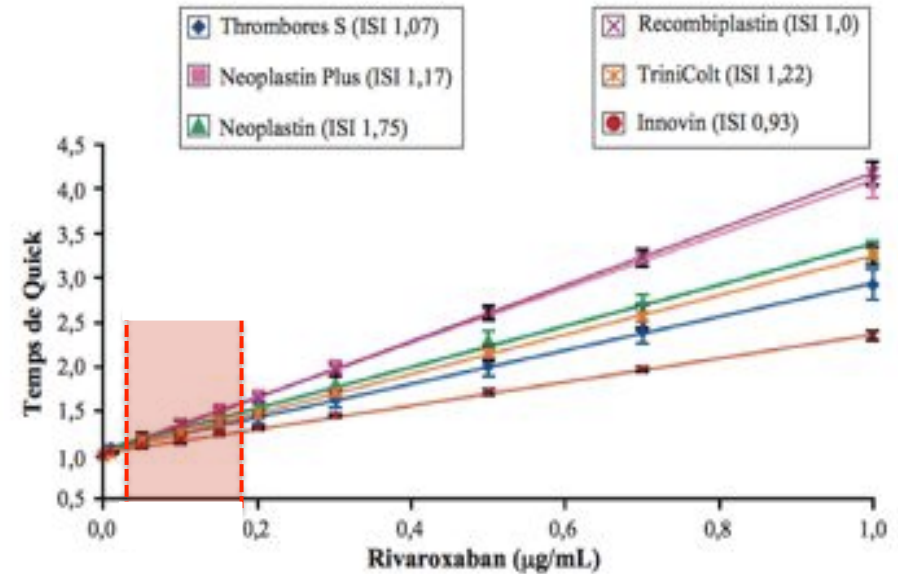 Thrombores S (ISI 1,07)
Neoplastin Plus (ISI 1,17)
Neoplastin (ISI 1,75)
Recombiplastin (ISI 1,0)
TriniColt (ISI 1,22)
Innovin (ISI 0,93)
Temps de Quick
4,5
4,0
3,5
3,0
2,5
2,0
1,5
1,0
0,5
0,0 0,2 0,4 0,6 0,8 1,0
Rivaroxaban (µg/mL)